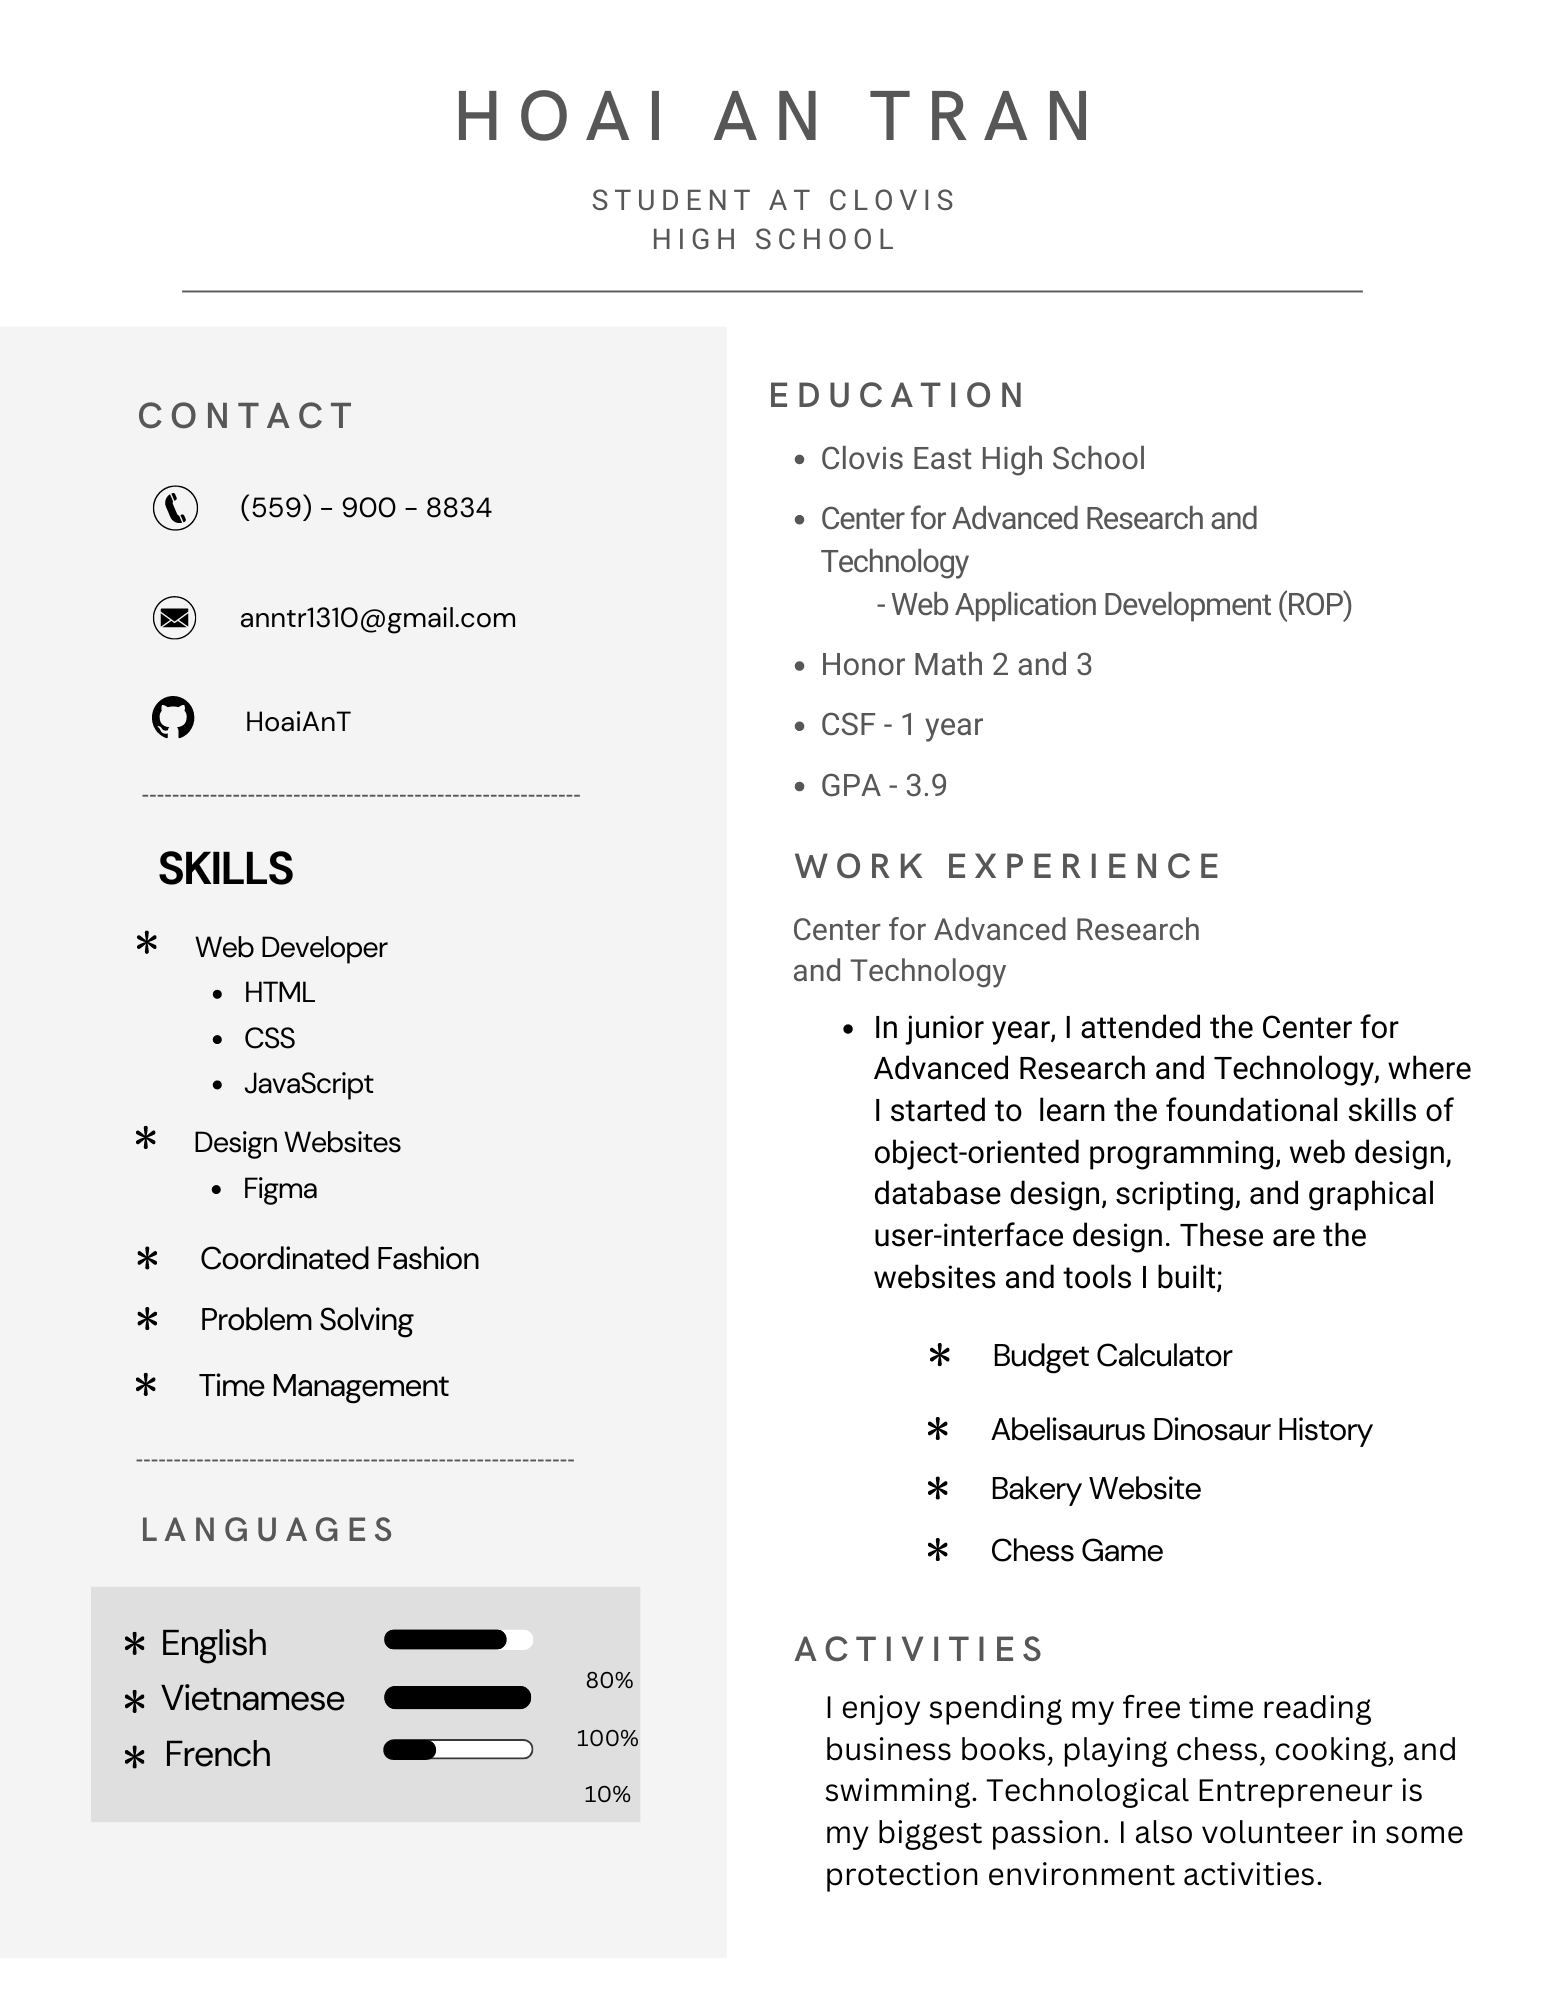 HOAI AN TRAN
STUDENT AT CLOVIS
HIGH SCHOOL
CONTACT
(559) - 900 - 8834
anntr1310@gmail.com
HoaiAnT
----------------------------------------------------------
SKILLS
* Web Developer
• HTML
• CSS
• JavaScript
* Design Websites
• Figma
* Coordinated Fashion
* Problem Solving
* Time Management
----------------------------------------------------------
LANGUAGES
* English
80%
* Vietnamese
100%
* French
10%
EDUCATION
• Clovis East High School
• Center for Advanced Research and
Technology
- Web Application Development (ROP)
• Honor Math 2 and 3
• CSF - 1 year
• GPA - 3.9
WORK EXPERIENCE
Center for Advanced Research
and Technology
• In junior year, I attended the Center for
Advanced Research and Technology, where
I started to  learn the foundational skills of
object-oriented programming, web design,
database design, scripting, and graphical
user-interface design. These are the
websites and tools I built;
* Budget Calculator
* Abelisaurus Dinosaur History
* Bakery Website
* Chess Game
ACTIVITIES
I enjoy spending my free time reading
business books, playing chess, cooking, and
swimming. Technological Entrepreneur is
my biggest passion. I also volunteer in some
protection environment activities.